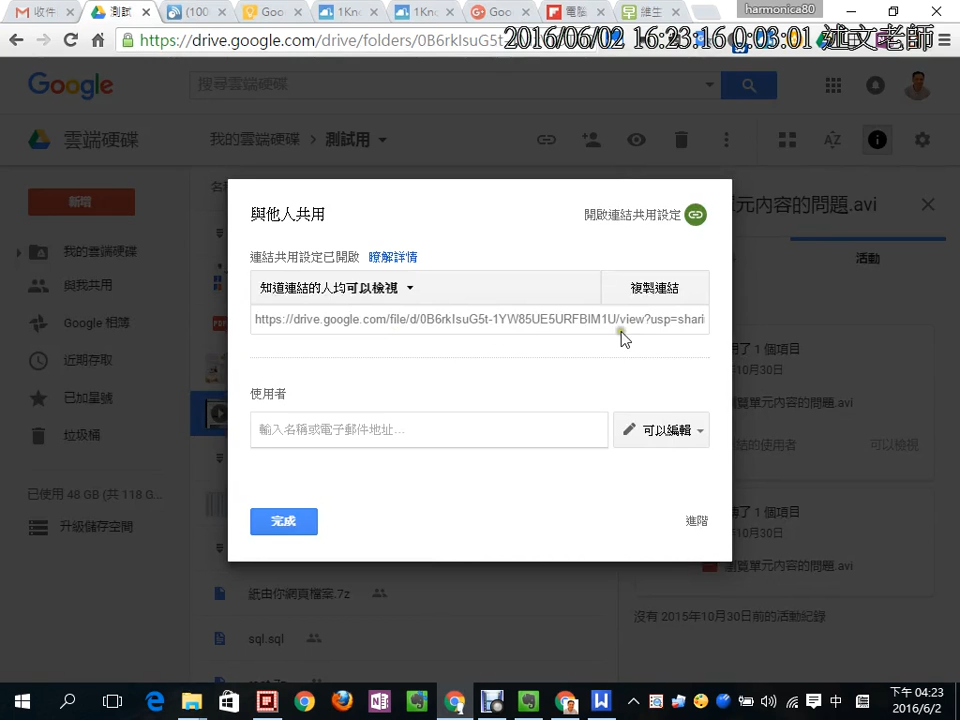 收件
測試
(100
Goo
1Kno
1Kno
Goo
電腦
維生
harmonica80
https://drive.google.com/drive/folders/0B6rkIsuG5t
2016/06/02 16:23:16 0:03:01 述文老師
Google
搜尋雲端硬碟
雲端硬碟
我的雲端硬碟 > 測試用
新增
我的雲端硬碟
與我共用
Google 相簿
近期存取
已加星號
垃圾桶
已使用 48 GB (共 118 G...
升級儲存空間
與他人共用
開啟連結共用設定
連結共用設定已開啟 瞭解詳情
知道連結的人均可以檢視
複製連結
https://drive.google.com/file/d/0B6rkIsuG5t-1YW85UE5URFBIM1U/view?usp=shari
使用者
輸入名稱或電子郵件地址...
可以編輯
完成
進階
元內容的問題.avi
活動
了 1 個項目
年10月30日
瀏覽單元內容的問題.avi
結的使用者
可以檢視
了 1 個項目
年10月30日
瀏覽單元內容的問題.avi
沒有 2015年10月30日前的活動紀錄
紙由你網頁檔案.7z
sql.sql
中
下午 04:23
2016/6/2